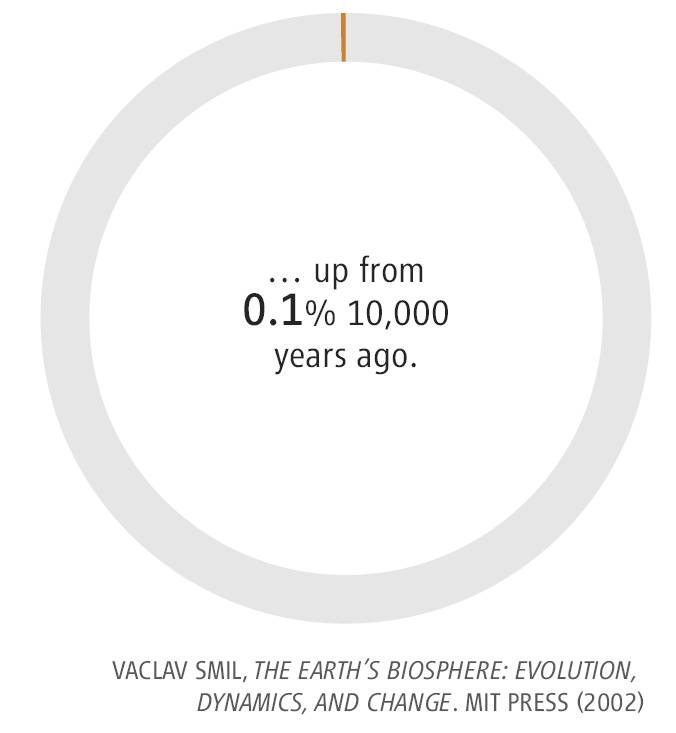 … up from
0.1% 10,000
years ago.
VACLAV SMIL, THE EARTH’S BIOSPHERE: EVOLUTION,
DYNAMICS, AND CHANGE. MIT PRESS (2002)